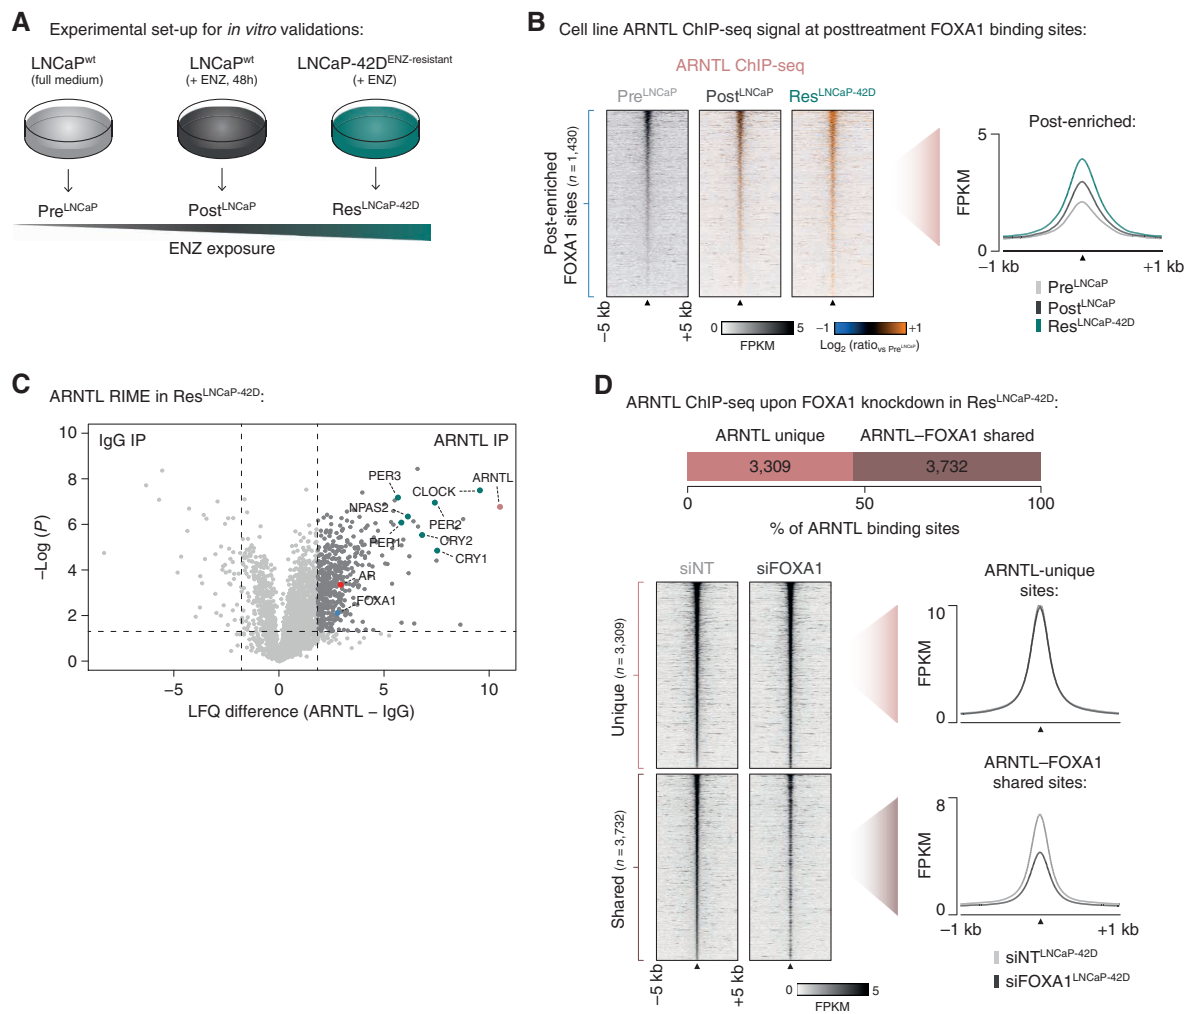 A
Experimental set-up for in vitro validations:
LNCaPwt
(full medium)
LNCaPwt
(+ ENZ, 48h)
LNCaP-42DENZ-resistant
(+ ENZ)
PreLNCaP
PostLNCaP
ResLNCaP-42D
ENZ exposure
B
Cell line ARNTL ChIP-seq signal at posttreatment FOXA1 binding sites:
ARNTL ChIP-seq
PreLNCaP
PostLNCaP
ResLNCaP-42D
Post-enriched
FOXA1 sites (n = 1,430)
−5 kb
+5 kb
0
5
FPKM
−1
+1
Log2 (ratiovs PreLNCaP)
Post-enriched:
5
FPKM
0
−1 kb
+1 kb
PreLNCaP
PostLNCaP
ResLNCaP-42D
C
ARNTL RIME in ResLNCaP-42D:
IgG IP
ARNTL IP
10
8
6
4
2
0
−Log (P)
PER3
CLOCK
ARNTL
NPAS2
PER2
PER1
CRY2
CRY1
AR
FOXA1
−5
0
5
10
LFQ difference (ARNTL − IgG)
D
ARNTL ChIP-seq upon FOXA1 knockdown in ResLNCaP-42D:
ARNTL unique
ARNTL–FOXA1 shared
3,309
3,732
0
50
100
% of ARNTL binding sites
siNT
siFOXA1
Unique (n = 3,309)
Shared (n = 3,732)
−5 kb
+5 kb
0
5
FPKM
ARNTL-unique
sites:
10
FPKM
0
ARNTL–FOXA1
shared sites:
8
FPKM
0
−1 kb
+1 kb
siNTLNCaP-42D
siFOXA1LNCaP-42D